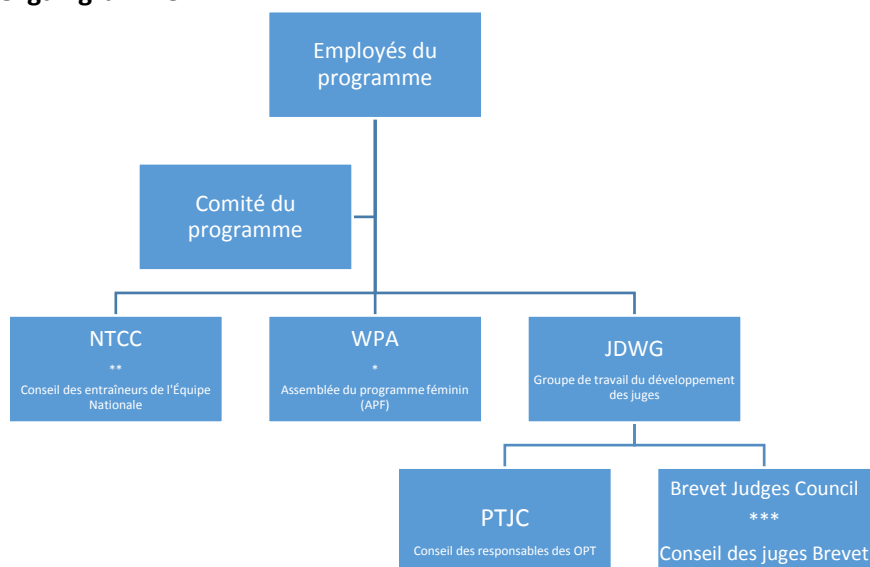 Employés du
programme
Comité du
programme
NTCC
**
Conseil des entraîneurs de l'Équipe
Nationale
WPA
*
Assemblée du programme féminin
(APF)
JDWG
Groupe de travail du développement
des juges
PTJC
Conseil des responsables des OPT
Brevet Judges Council
***
Conseil des juges Brevet